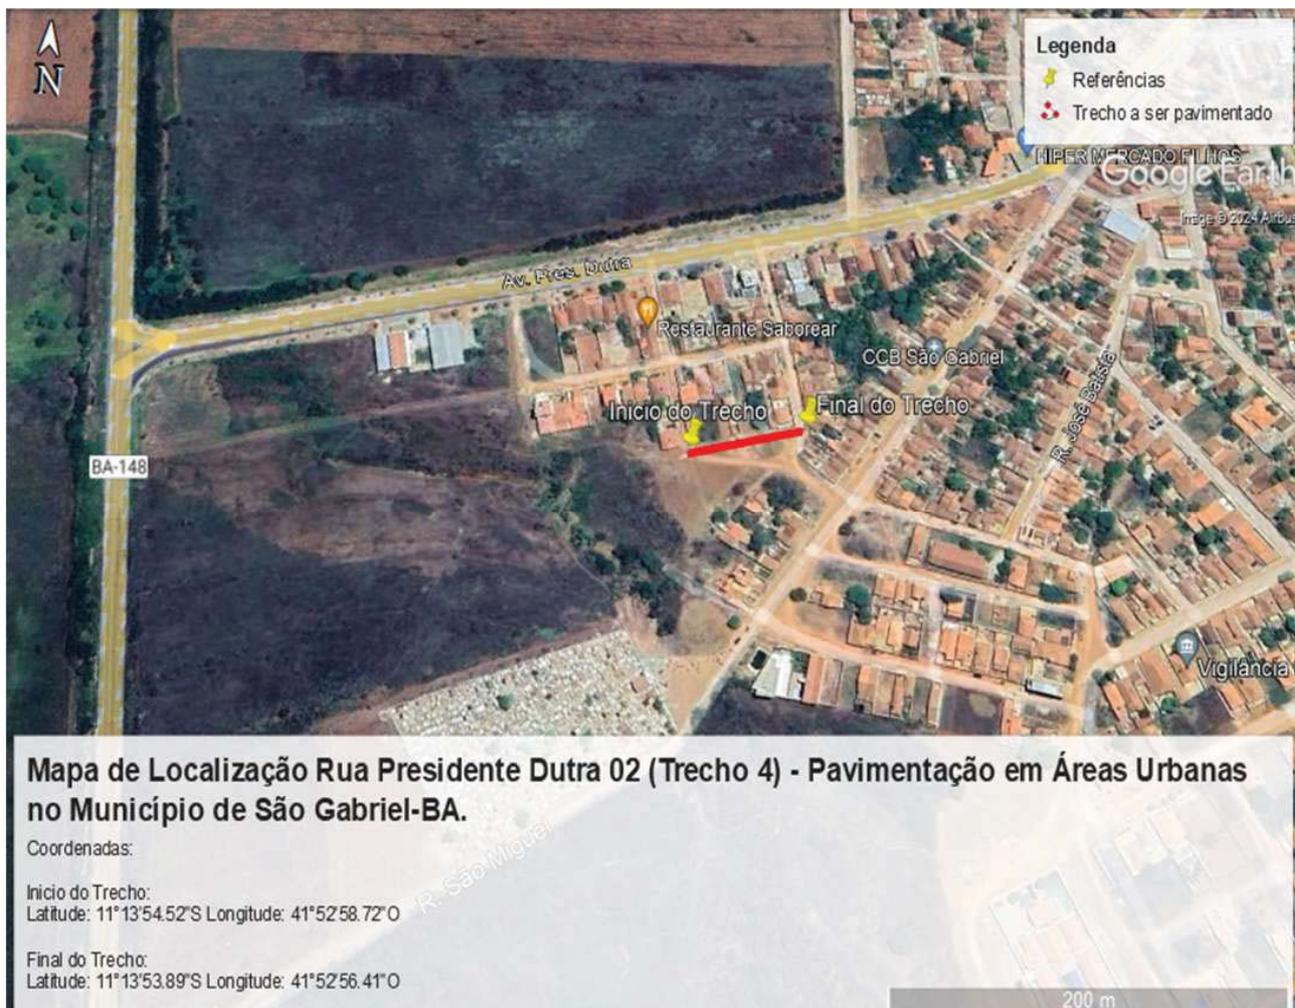 N
Legenda
Referências
Trecho a ser pavimentado
HIPER MERCADO FILHOS
Google Earth
Image © 2024 Airbus
Av. Pres. Dutra
Restaurante Saborear
CCB São Gabriel
R. José Batista
Inicio do Trecho
Final do Trecho
BA-148
Vigilância
Mapa de Localização Rua Presidente Dutra 02 (Trecho 4) - Pavimentação em Áreas Urbanas
no Município de São Gabriel-BA.
Coordenadas:
R. São Miguel
Inicio do Trecho:
Latitude: 11°13'54.52"S Longitude: 41°52'58.72"O
Final do Trecho:
Latitude: 11°13'53.89"S Longitude: 41°52'56.41"O
200 m